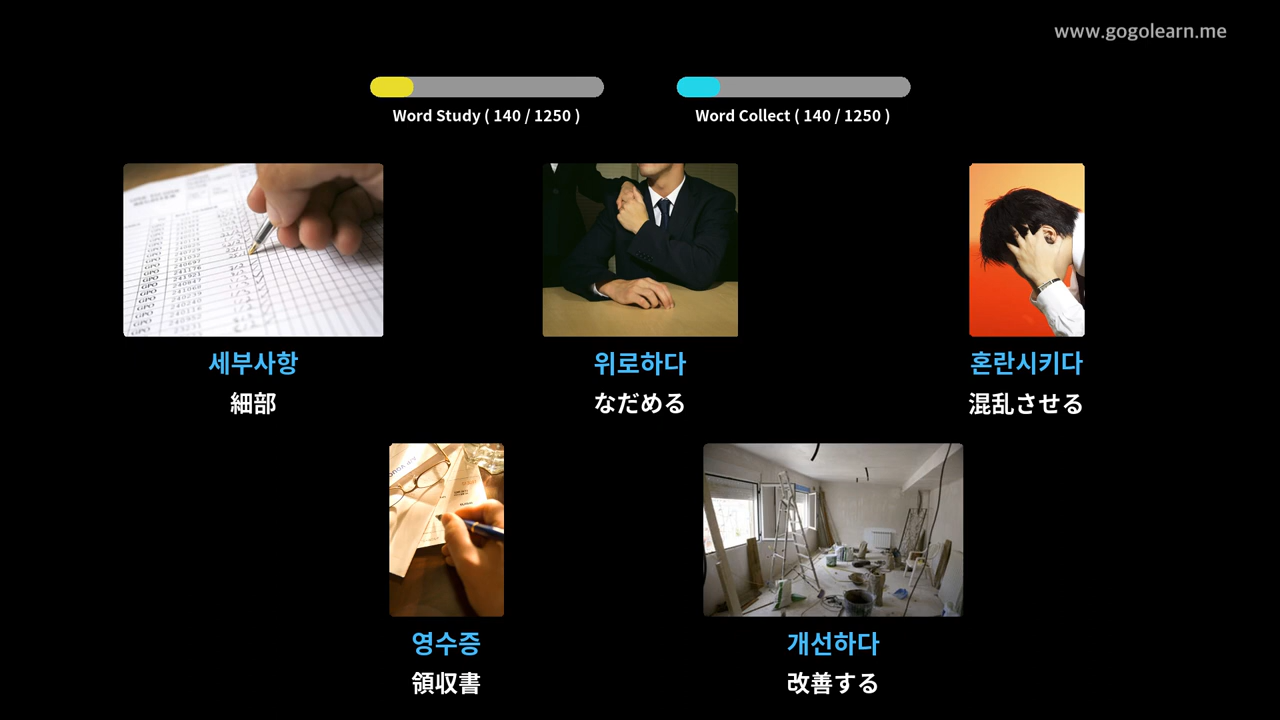 www.gogolearn.me
Word Study ( 140 / 1250 )
Word Collect ( 140 / 1250 )
세부사항
細部
위로하다
なだめる
혼란시키다
混乱させる
영수증
領収書
개선하다
改善する